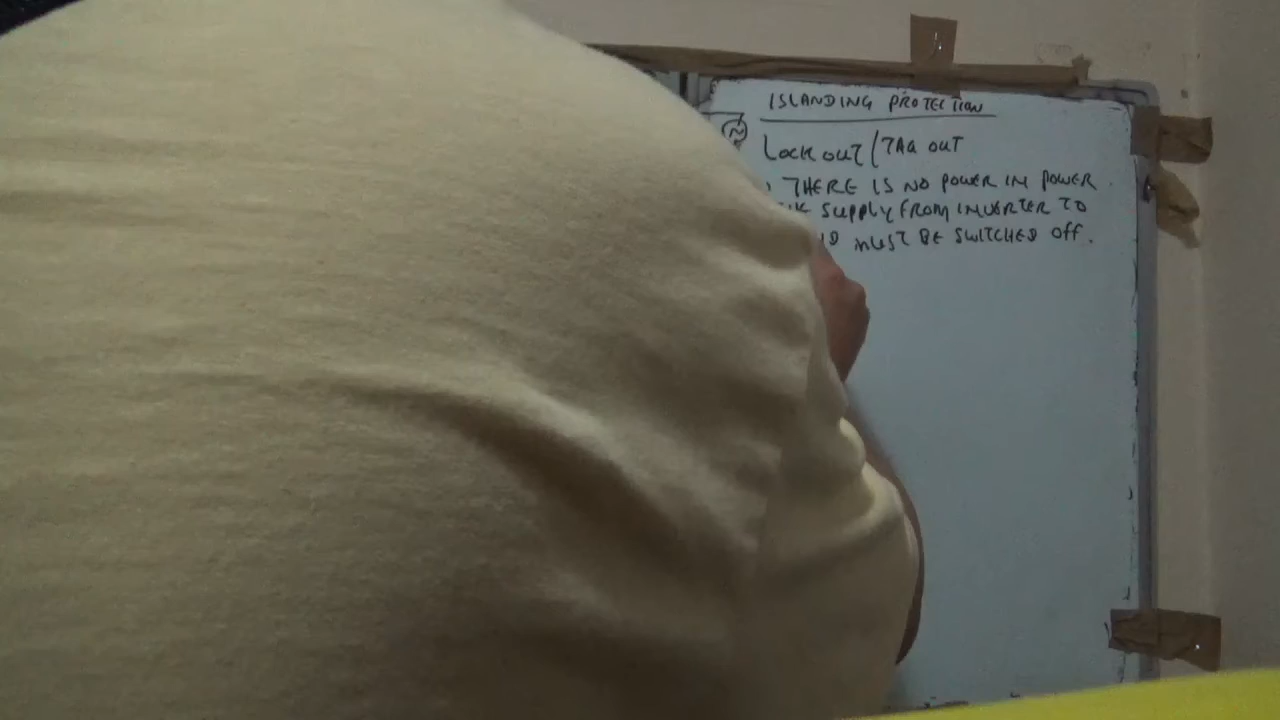 ISLANDING PROTECTION
LOCK OUT/TAG OUT
THERE IS NO POWER IN POWER
SUPPLY FROM INVERTER TO
MUST BE SWITCHED OFF.